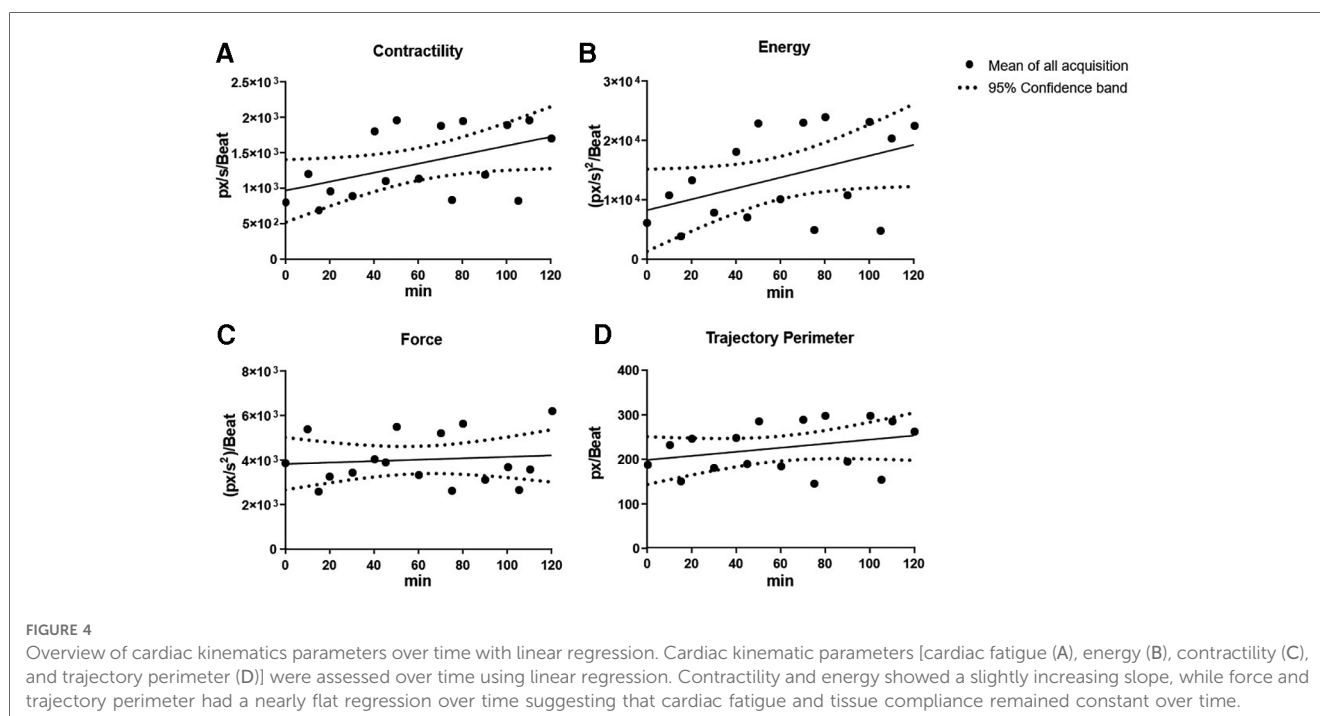 A
Contractility
2.5×10³
2×10³
1.5×10³
1×10³
5×10²
0
px/s/Beat
0 20 40 60 80 100 120
min
B
Energy
3×10⁴
2×10⁴
1×10⁴
0
(px/s)²/Beat
0 20 40 60 80 100 120
min
Mean of all acquisition
95% Confidence band
C
Force
8×10³
6×10³
4×10³
2×10³
0
(px/s²)/Beat
0 20 40 60 80 100 120
min
D
Trajectory Perimeter
400
300
200
100
0
px/Beat
0 20 40 60 80 100 120
min
FIGURE 4
Overview of cardiac kinematics parameters over time with linear regression. Cardiac kinematic parameters [cardiac fatigue (A), energy (B), contractility (C),
and trajectory perimeter (D)] were assessed over time using linear regression. Contractility and energy showed a slightly increasing slope, while force and
trajectory perimeter had a nearly flat regression over time suggesting that cardiac fatigue and tissue compliance remained constant over time.